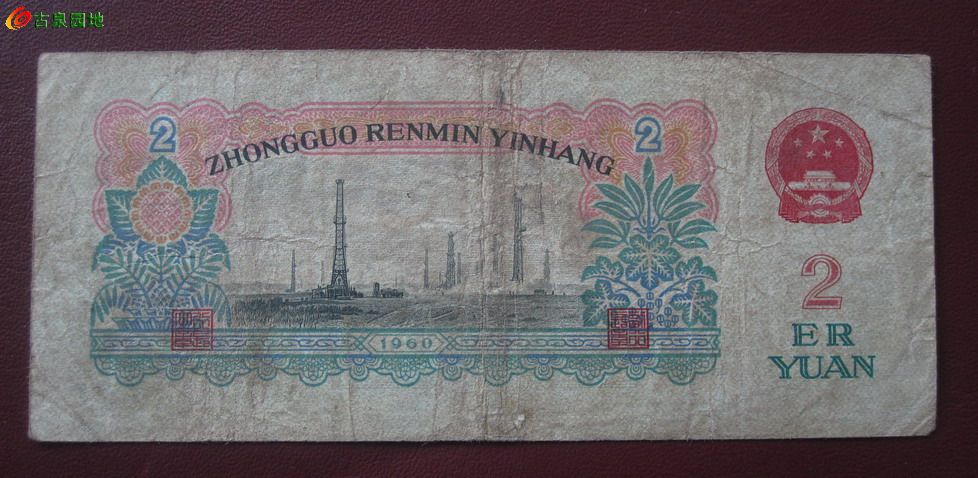 古泉园地
2
2
ZHONGGUO RENMIN YINHANG
2
ER
YUAN
1960